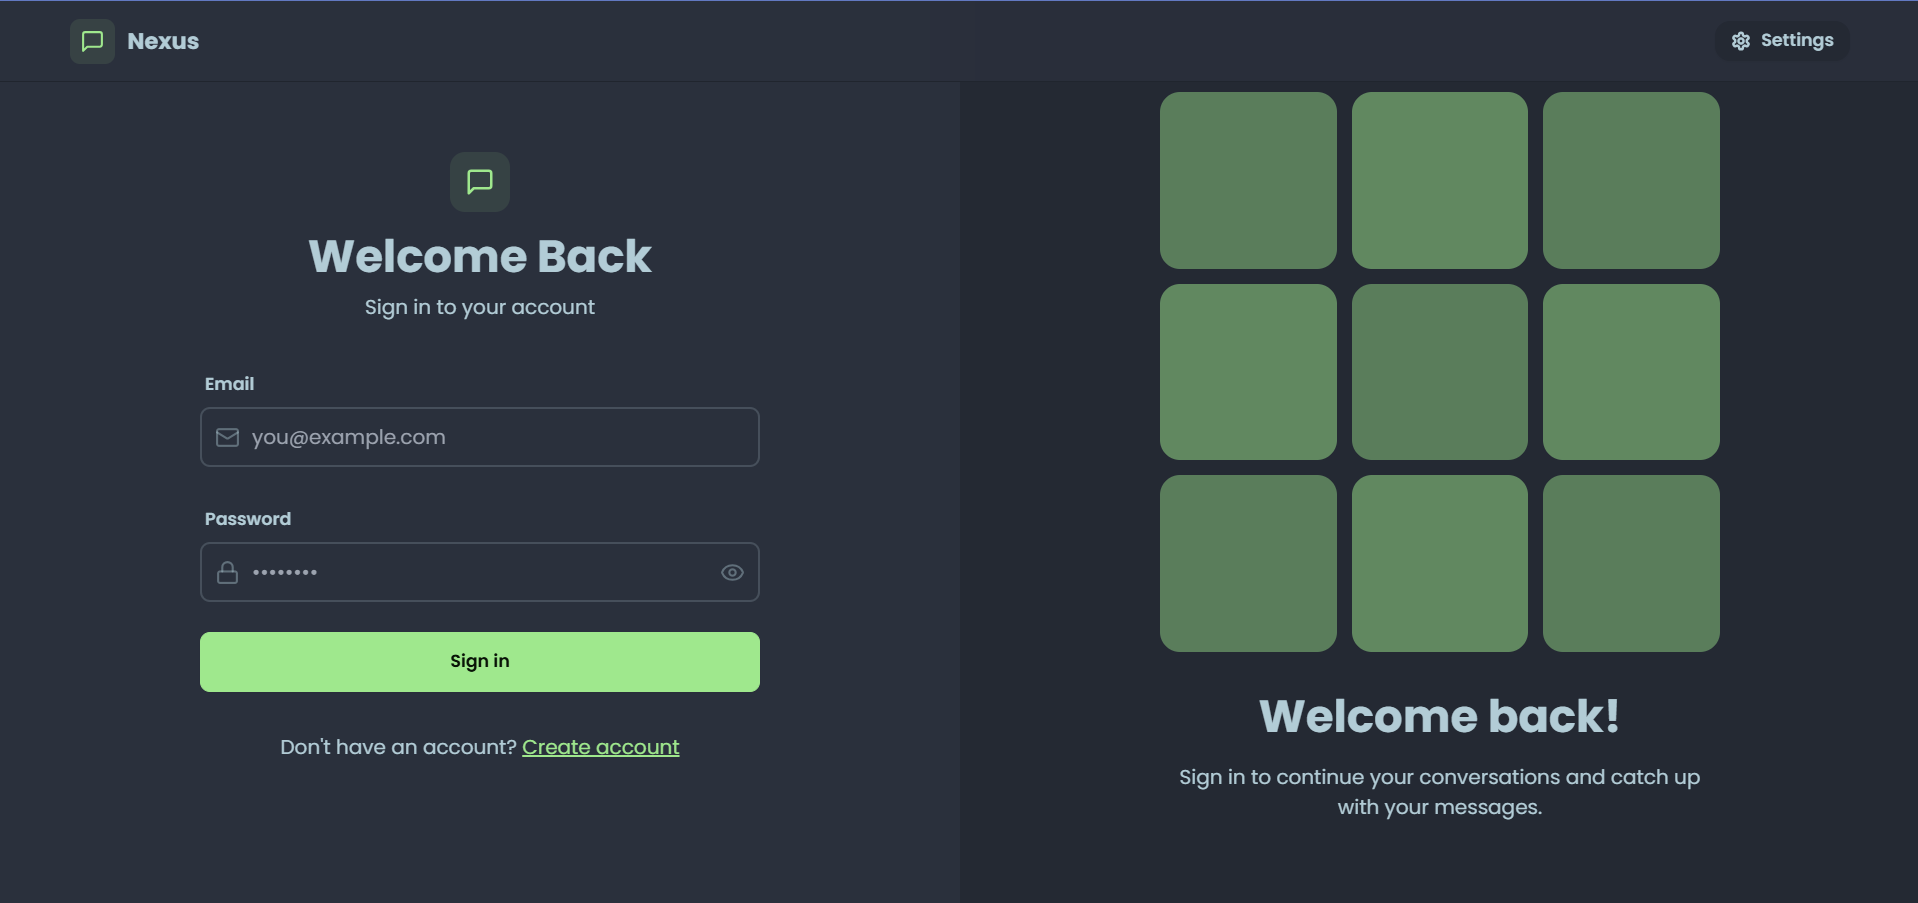 Nexus
Settings
Welcome Back
Sign in to your account
Email
you@example.com
Password
••••••••
Sign in
Don't have an account? Create account
Welcome back!
Sign in to continue your conversations and catch up
with your messages.